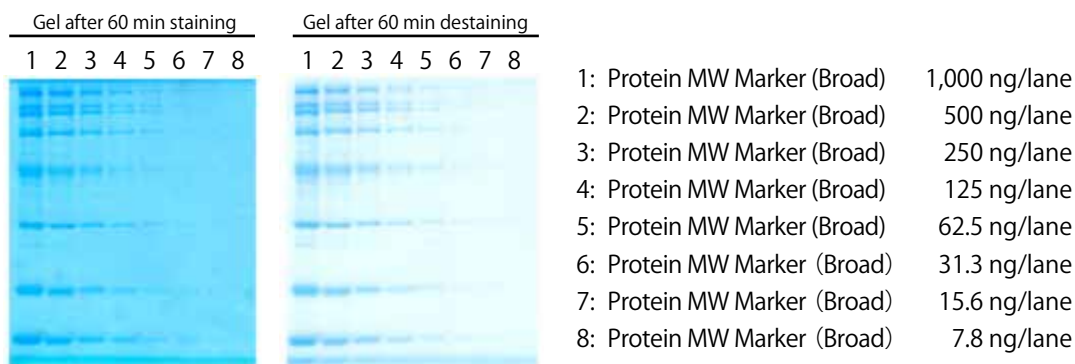 Gel after 60 min staining
1 2 3 4 5 6 7 8
Gel after 60 min destaining
1 2 3 4 5 6 7 8
1: Protein MW Marker (Broad) 1,000 ng/lane
2: Protein MW Marker (Broad) 500 ng/lane
3: Protein MW Marker (Broad) 250 ng/lane
4: Protein MW Marker (Broad) 125 ng/lane
5: Protein MW Marker (Broad) 62.5 ng/lane
6: Protein MW Marker（Broad） 31.3 ng/lane
7: Protein MW Marker（Broad） 15.6 ng/lane
8: Protein MW Marker（Broad） 7.8 ng/lane